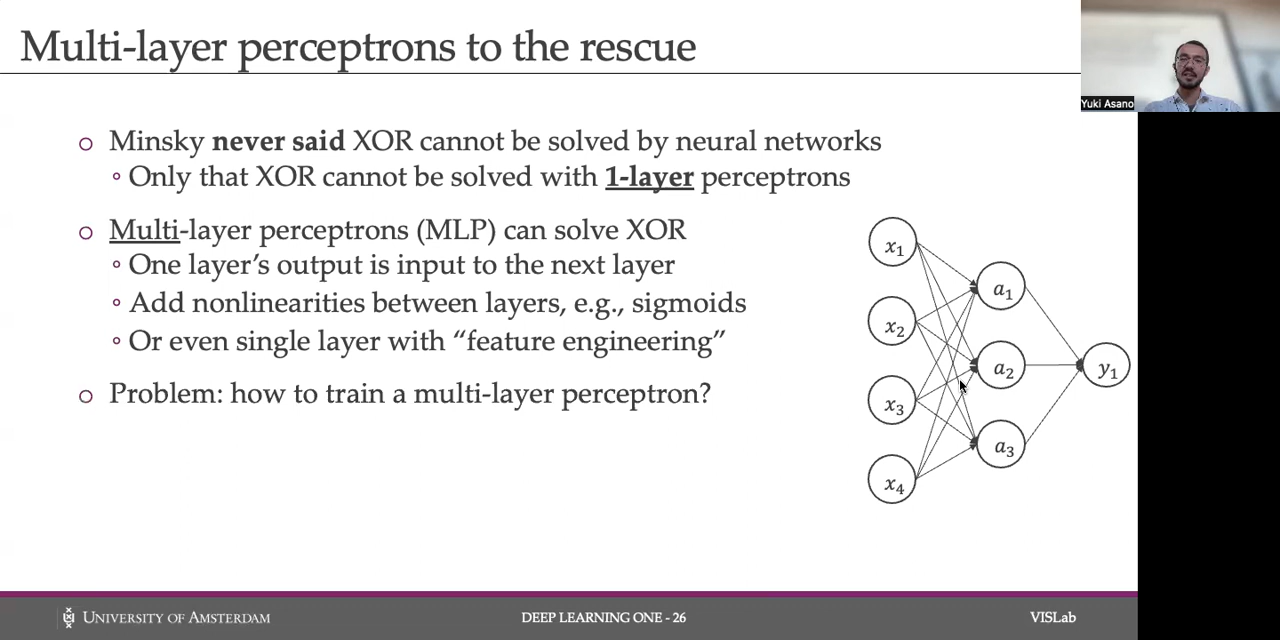 Multi-layer perceptrons to the rescue
Yuki Asano
○ Minsky never said XOR cannot be solved by neural networks
◦ Only that XOR cannot be solved with 1-layer perceptrons
○ Multi-layer perceptrons (MLP) can solve XOR
◦ One layer’s output is input to the next layer
◦ Add nonlinearities between layers, e.g., sigmoids
◦ Or even single layer with “feature engineering”
○ Problem: how to train a multi-layer perceptron?
x₁
x₂
x₃
x₄
a₁
a₂
a₃
y₁
UNIVERSITY OF AMSTERDAM
DEEP LEARNING ONE - 26
VISLab